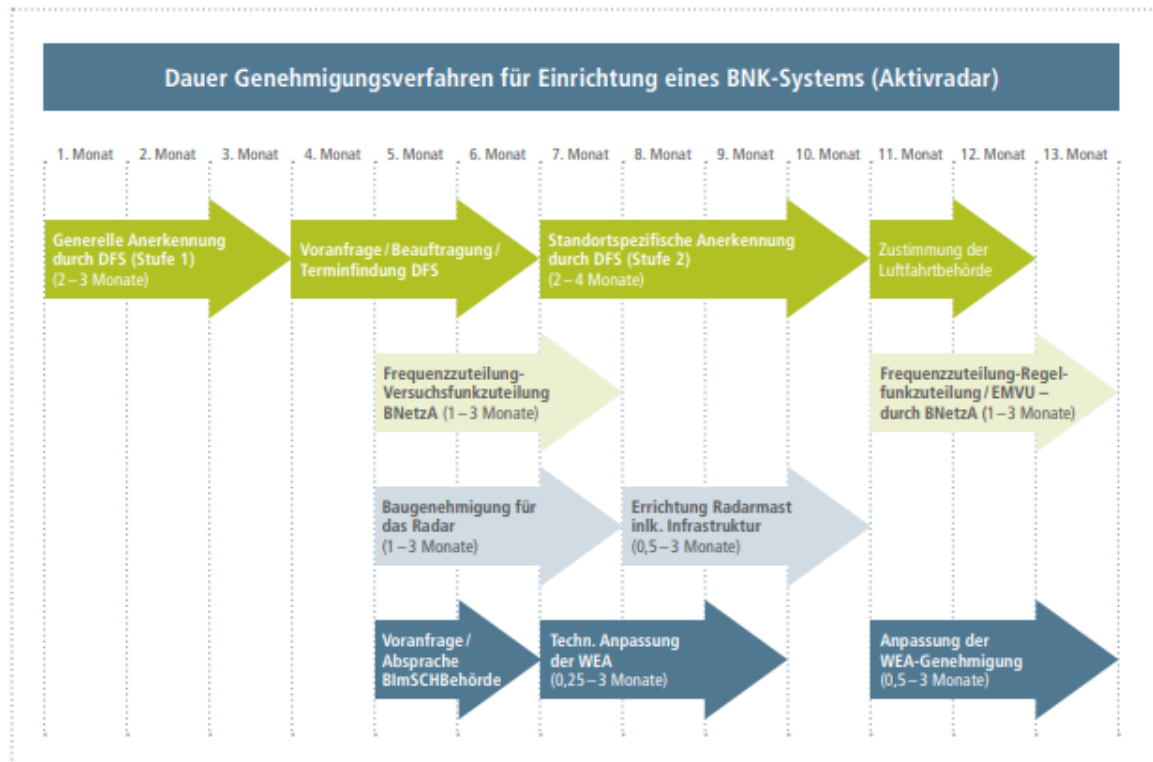 Dauer Genehmigungsverfahren für Einrichtung eines BNK-Systems (Aktivradar)
1. Monat 2. Monat 3. Monat 4. Monat 5. Monat 6. Monat 7. Monat 8. Monat 9. Monat 10. Monat 11. Monat 12. Monat 13. Monat
Generelle Anerkennung
durch DFS (Stufe 1)
(2–3 Monate)
Voranfrage/Beauftragung/
Terminfindung DFS
Standortspezifische Anerkennung
durch DFS (Stufe 2)
(2–4 Monate)
Zustimmung der
Luftfahrtbehörde
Frequenzzuteilung-
Versuchsfunkzuteilung
BNetzA (1–3 Monate)
Frequenzzuteilung-Regel-
funkzuteilung/EMVU –
durch BNetzA (1–3 Monate)
Baugenehmigung für
das Radar
(1–3 Monate)
Errichtung Radarmast
inlk. Infrastruktur
(0,5–3 Monate)
Voranfrage/
Absprache
BImSCHBehörde
Techn. Anpassung
der WEA
(0,25–3 Monate)
Anpassung der
WEA-Genehmigung
(0,5–3 Monate)